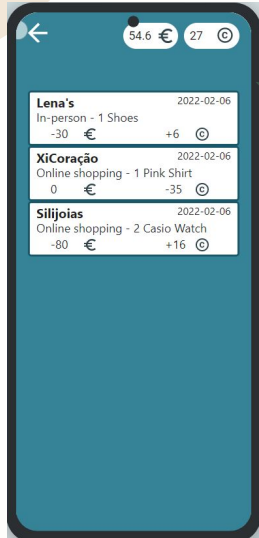 54.6 € 27 ©
Lena's 2022-02-06
In-person - 1 Shoes
-30 € +6 ©
XiCoração 2022-02-06
Online shopping - 1 Pink Shirt
0 € -35 ©
Silijoias 2022-02-06
Online shopping - 2 Casio Watch
-80 € +16 ©